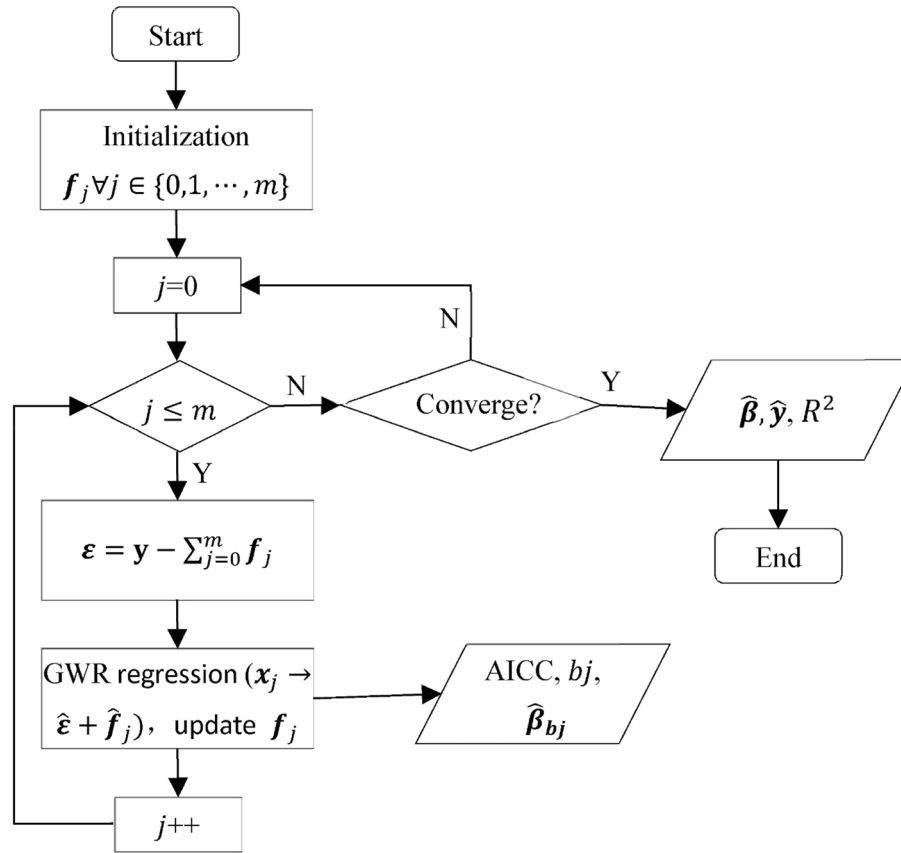 Start
Initialization
𝒇ⱼ∀j ∈ {0,1, ⋯ , m}
j=0
N
j ≤ m
N
Converge?
Y
𝜷̂, 𝒚̂, R²
Y
𝜺 = 𝐲 − ∑ⱼ₌₀ᵐ 𝒇ⱼ
End
GWR regression (𝒙ⱼ →
𝜺̂ + 𝒇̂ⱼ), update 𝒇ⱼ
AICC, bj,
𝜷̂_bj
j++